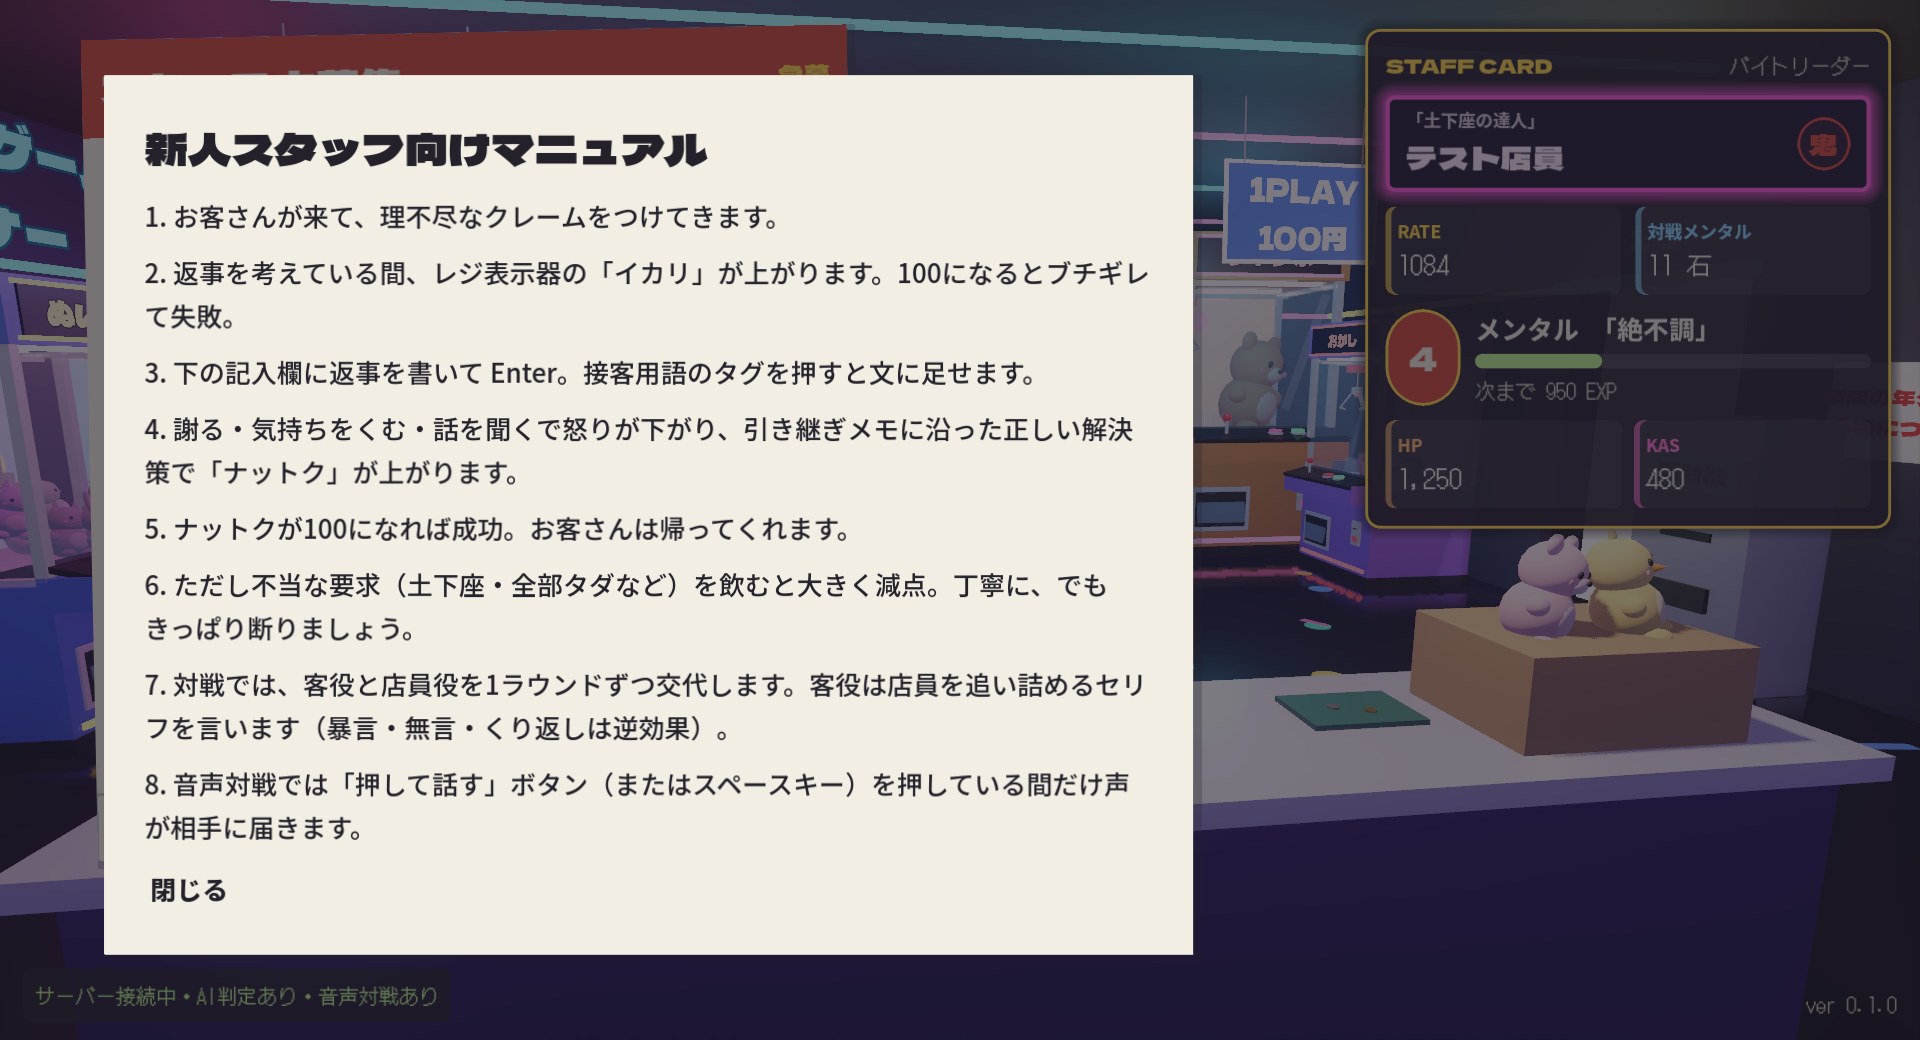 新人スタッフ向けマニュアル
1. お客さんが来て、理不尽なクレームをつけてきます。
2. 返事を考えている間、レジ表示器の「イカリ」が上がります。100になるとブチギレ
て失敗。
3. 下の記入欄に返事を書いて Enter。接客用語のタグを押すと文に足せます。
4. 謝る・気持ちをくむ・話を聞くで怒りが下がり、引き継ぎメモに沿った正しい解決
策で「ナットク」が上がります。
5. ナットクが100になれば成功。お客さんは帰ってくれます。
6. ただし不当な要求（土下座・全部タダなど）を飲むと大きく減点。丁寧に、でも
きっぱり断りましょう。
7. 対戦では、客役と店員役を1ラウンドずつ交代します。客役は店員を追い詰めるセリ
フを言います（暴言・無言・くり返しは逆効果）。
8. 音声対戦では「押して話す」ボタン（またはスペースキー）を押している間だけ声
が相手に届きます。
閉じる
STAFF CARD
バイトリーダー
「土下座の達人」
テスト店員
鬼
RATE
1084
対戦メンタル
11 石
4
メンタル 「絶不調」
次まで 950 EXP
HP
1,250
KAS
480
1PLAY
100円
おかし
サーバー接続中・AI判定あり・音声対戦あり
ver 0.1.0